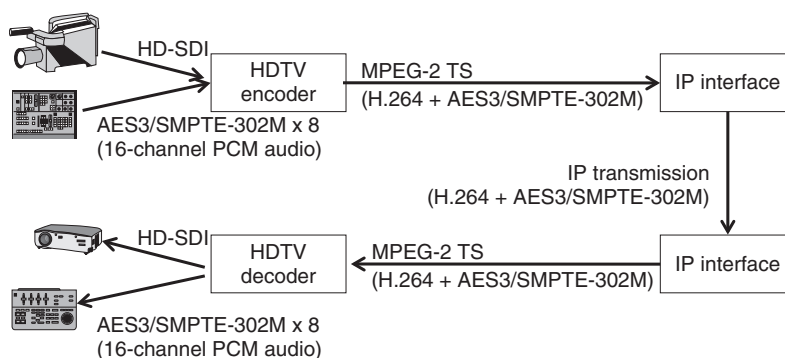 HD-SDI
HDTV
encoder
MPEG-2 TS
(H.264 + AES3/SMPTE-302M)
IP interface
AES3/SMPTE-302M x 8
(16-channel PCM audio)
IP transmission
(H.264 + AES3/SMPTE-302M)
HD-SDI
HDTV
decoder
MPEG-2 TS
(H.264 + AES3/SMPTE-302M)
IP interface
AES3/SMPTE-302M x 8
(16-channel PCM audio)